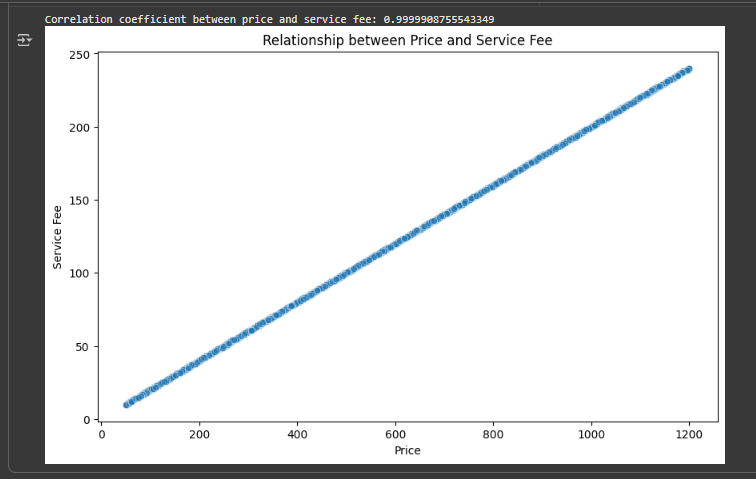 Correlation coefficient between price and service fee: 0.9999908755543349
Relationship between Price and Service Fee
250
200
150
100
50
0
Service Fee
0 200 400 600 800 1000 1200
Price